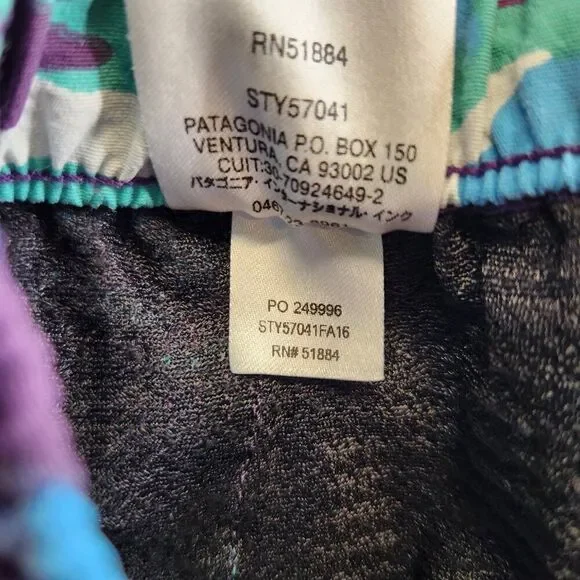 RN51884
STY57041
PATAGONIA P.O. BOX 150
VENTURA, CA 93002 US
CUIT:30-70924649-2
パタゴニア・インターナショナル・インク
PO 249996
STY57041FA16
RN# 51884